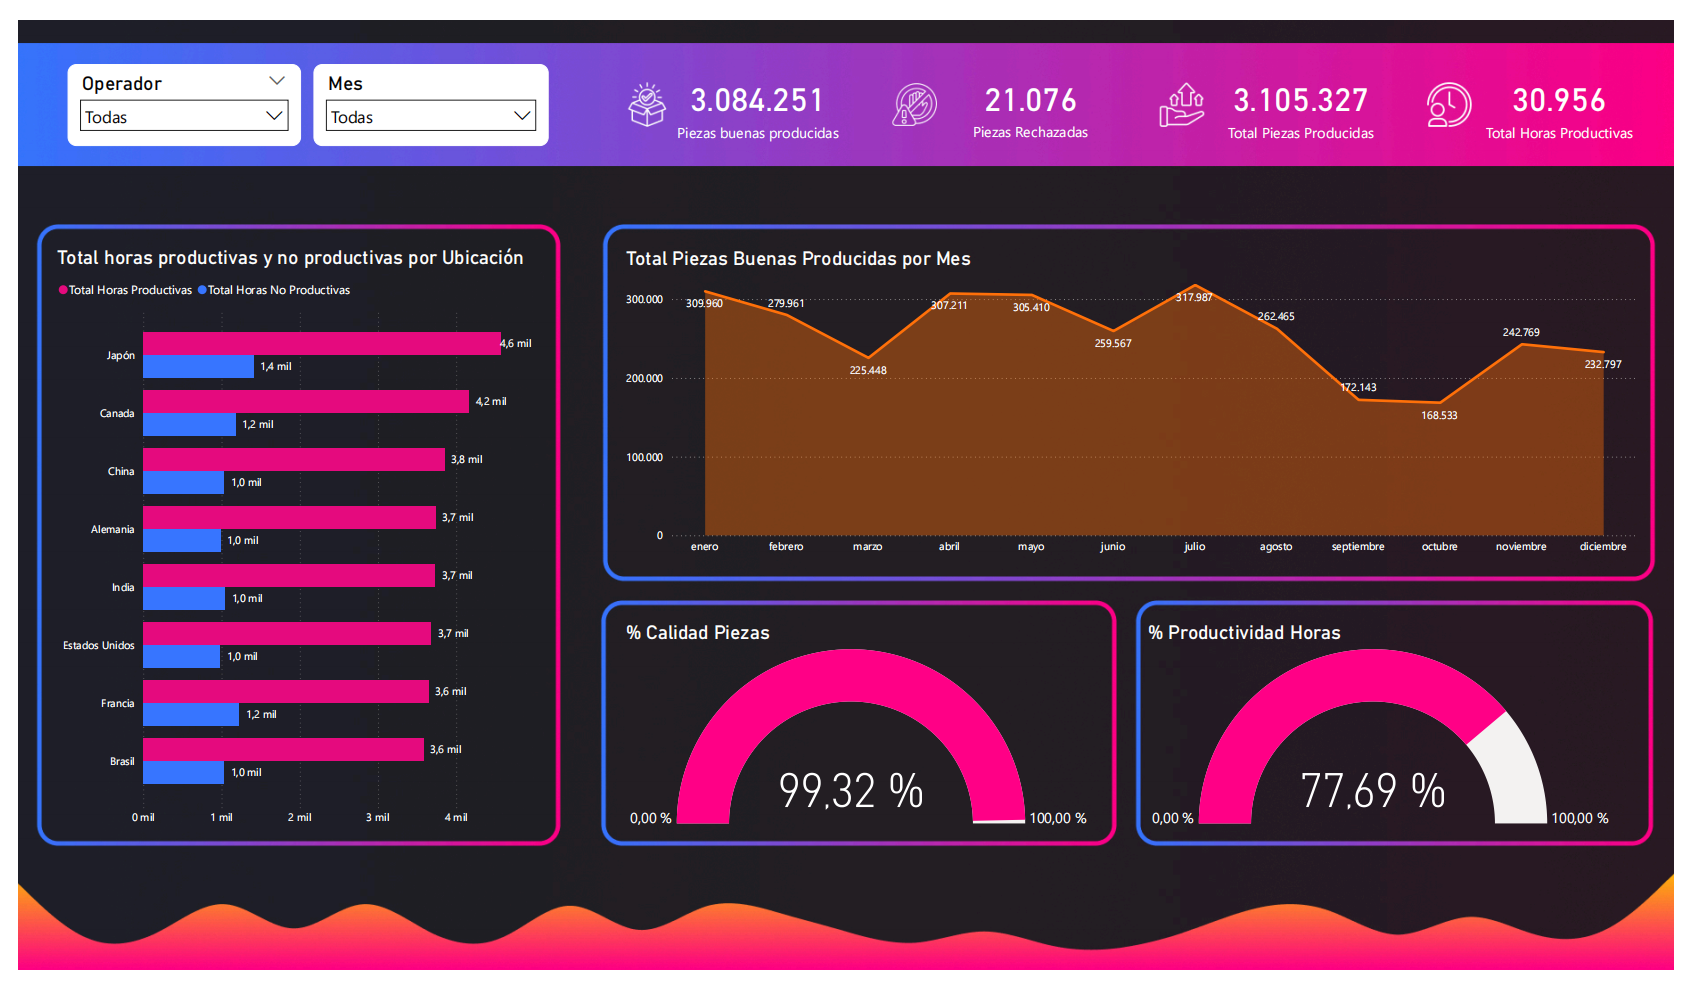 Operador
Todas
Mes
Todas
3.084.251
Piezas buenas producidas
21.076
Piezas Rechazadas
3.105.327
Total Piezas Producidas
30.956
Total Horas Productivas
Total horas productivas y no productivas por Ubicación
Total Horas Productivas Total Horas No Productivas
Japón
4,6 mil
1,4 mil
Canada
4,2 mil
1,2 mil
China
3,8 mil
1,0 mil
Alemania
3,7 mil
1,0 mil
India
3,7 mil
1,0 mil
Estados Unidos
3,7 mil
1,0 mil
Francia
3,6 mil
1,2 mil
Brasil
3,6 mil
1,0 mil
0 mil 1 mil 2 mil 3 mil 4 mil
Total Piezas Buenas Producidas por Mes
300.000
200.000
100.000
0
309.960 279.961 225.448 307.211 305.410 259.567 317.987 262.465 172.143 168.533 242.769 232.797
enero febrero marzo abril mayo junio julio agosto septiembre octubre noviembre diciembre
% Calidad Piezas
99,32 %
0,00 % 100,00 %
% Productividad Horas
77,69 %
0,00 % 100,00 %